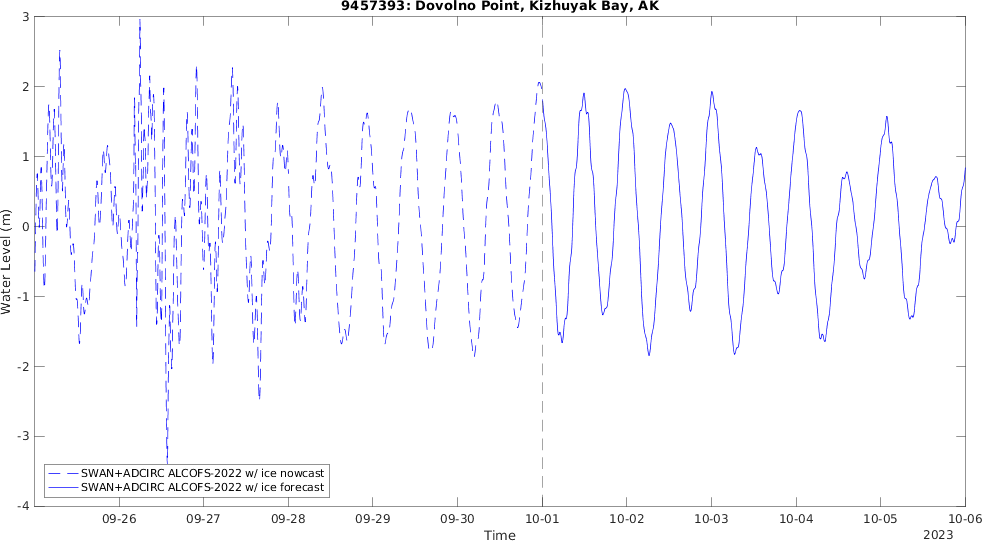 9457393: Dovolno Point, Kizhuyak Bay, AK
3
2
1
0
-1
-2
-3
-4
Water Level (m)
SWAN+ADCIRC ALCOFS-2022 w/ ice nowcast
SWAN+ADCIRC ALCOFS-2022 w/ ice forecast
09-26 09-27 09-28 09-29 09-30 10-01 10-02 10-03 10-04 10-05 10-06
Time
2023